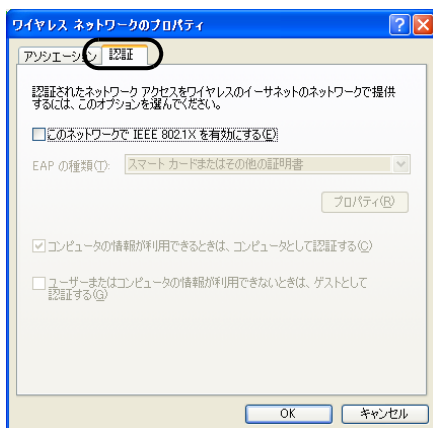 ワイヤレス ネットワークのプロパティ
アソシエーション 認証
認証されたネットワーク アクセスをワイヤレスのイーサネットのネットワークで提供
するには、このオプションを選んでください。
このネットワークで IEEE 802.1X を有効にする(E)
EAP の種類(T): スマート カードまたはその他の証明書
プロパティ(R)
コンピュータの情報が利用できるときは、コンピュータとして認証する(C)
ユーザーまたはコンピュータの情報が利用できないときは、ゲストとして
認証する(G)
OK キャンセル